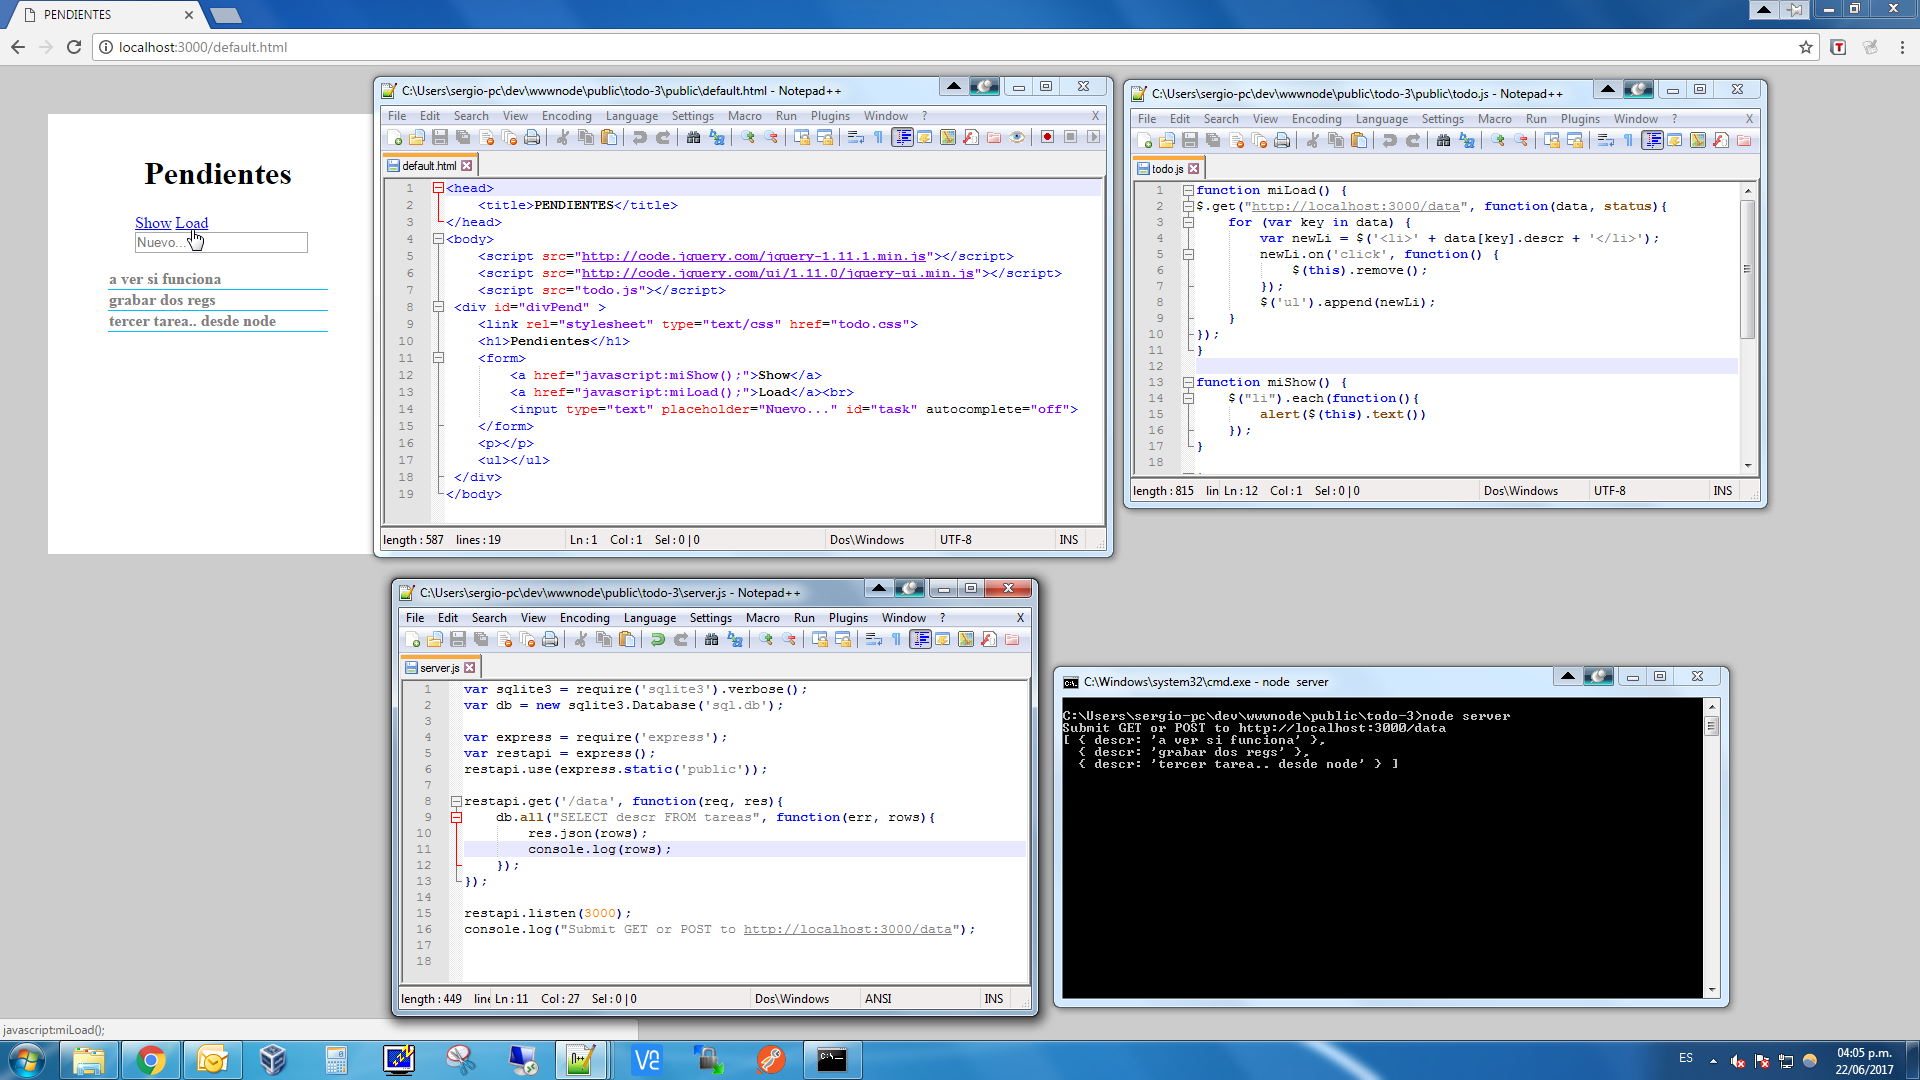 PENDIENTES
localhost:3000/default.html
Pendientes
Show Load
Nuevo...
a ver si funciona
grabar dos regs
tercer tarea.. desde node
C:\Users\sergio-pc\dev\wwwnode\public\todo-3\public\default.html - Notepad++
File Edit Search View Encoding Language Settings Macro Run Plugins Window ? X
default.html
1 <head>
2 <title>PENDIENTES</title>
3 </head>
4 <body>
5 <script src="http://code.jquery.com/jquery-1.11.1.min.js"></script>
6 <script src="http://code.jquery.com/ui/1.11.0/jquery-ui.min.js"></script>
7 <script src="todo.js"></script>
8 <div id="divPend" >
9 <link rel="stylesheet" type="text/css" href="todo.css">
10 <h1>Pendientes</h1>
11 <form>
12 <a href="javascript:miShow();">Show</a>
13 <a href="javascript:miLoad();">Load</a><br>
14 <input type="text" placeholder="Nuevo..." id="task" autocomplete="off">
15 </form>
16 <p></p>
17 <ul></ul>
18 </div>
19 </body>
length : 587 lines : 19 Ln : 1 Col : 1 Sel : 0 | 0 Dos\Windows UTF-8 INS
C:\Users\sergio-pc\dev\wwwnode\public\todo-3\public\todo.js - Notepad++
File Edit Search View Encoding Language Settings Macro Run Plugins Window ? X
todo.js
1 function miLoad() {
2 $.get("http://localhost:3000/data", function(data, status){
3 for (var key in data) {
4 var newLi = $('<li>' + data[key].descr + '</li>');
5 newLi.on('click', function() {
6 $(this).remove();
7 });
8 $('ul').append(newLi);
9 }
10 });
11 }
12
13 function miShow() {
14 $("li").each(function(){
15 alert($(this).text())
16 });
17 }
18
length : 815 lin Ln : 12 Col : 1 Sel : 0 | 0 Dos\Windows UTF-8 INS
C:\Users\sergio-pc\dev\wwwnode\public\todo-3\server.js - Notepad++
File Edit Search View Encoding Language Settings Macro Run Plugins Window ? X
server.js
1 var sqlite3 = require('sqlite3').verbose();
2 var db = new sqlite3.Database('sql.db');
3
4 var express = require('express');
5 var restapi = express();
6 restapi.use(express.static('public'));
7
8 restapi.get('/data', function(req, res){
9 db.all("SELECT descr FROM tareas", function(err, rows){
10 res.json(rows);
11 console.log(rows);
12 });
13 });
14
15 restapi.listen(3000);
16 console.log("Submit GET or POST to http://localhost:3000/data");
17
18
length : 449 line Ln : 11 Col : 27 Sel : 0 | 0 Dos\Windows ANSI INS
C:\Windows\system32\cmd.exe - node server
C:\Users\sergio-pc\dev\wwwnode\public\todo-3>node server
Submit GET or POST to http://localhost:3000/data
[ { descr: 'a ver si funciona' },
{ descr: 'grabar dos regs' },
{ descr: 'tercer tarea.. desde node' } ]
javascript:miLoad();
ES
04:05 p.m.
22/06/2017